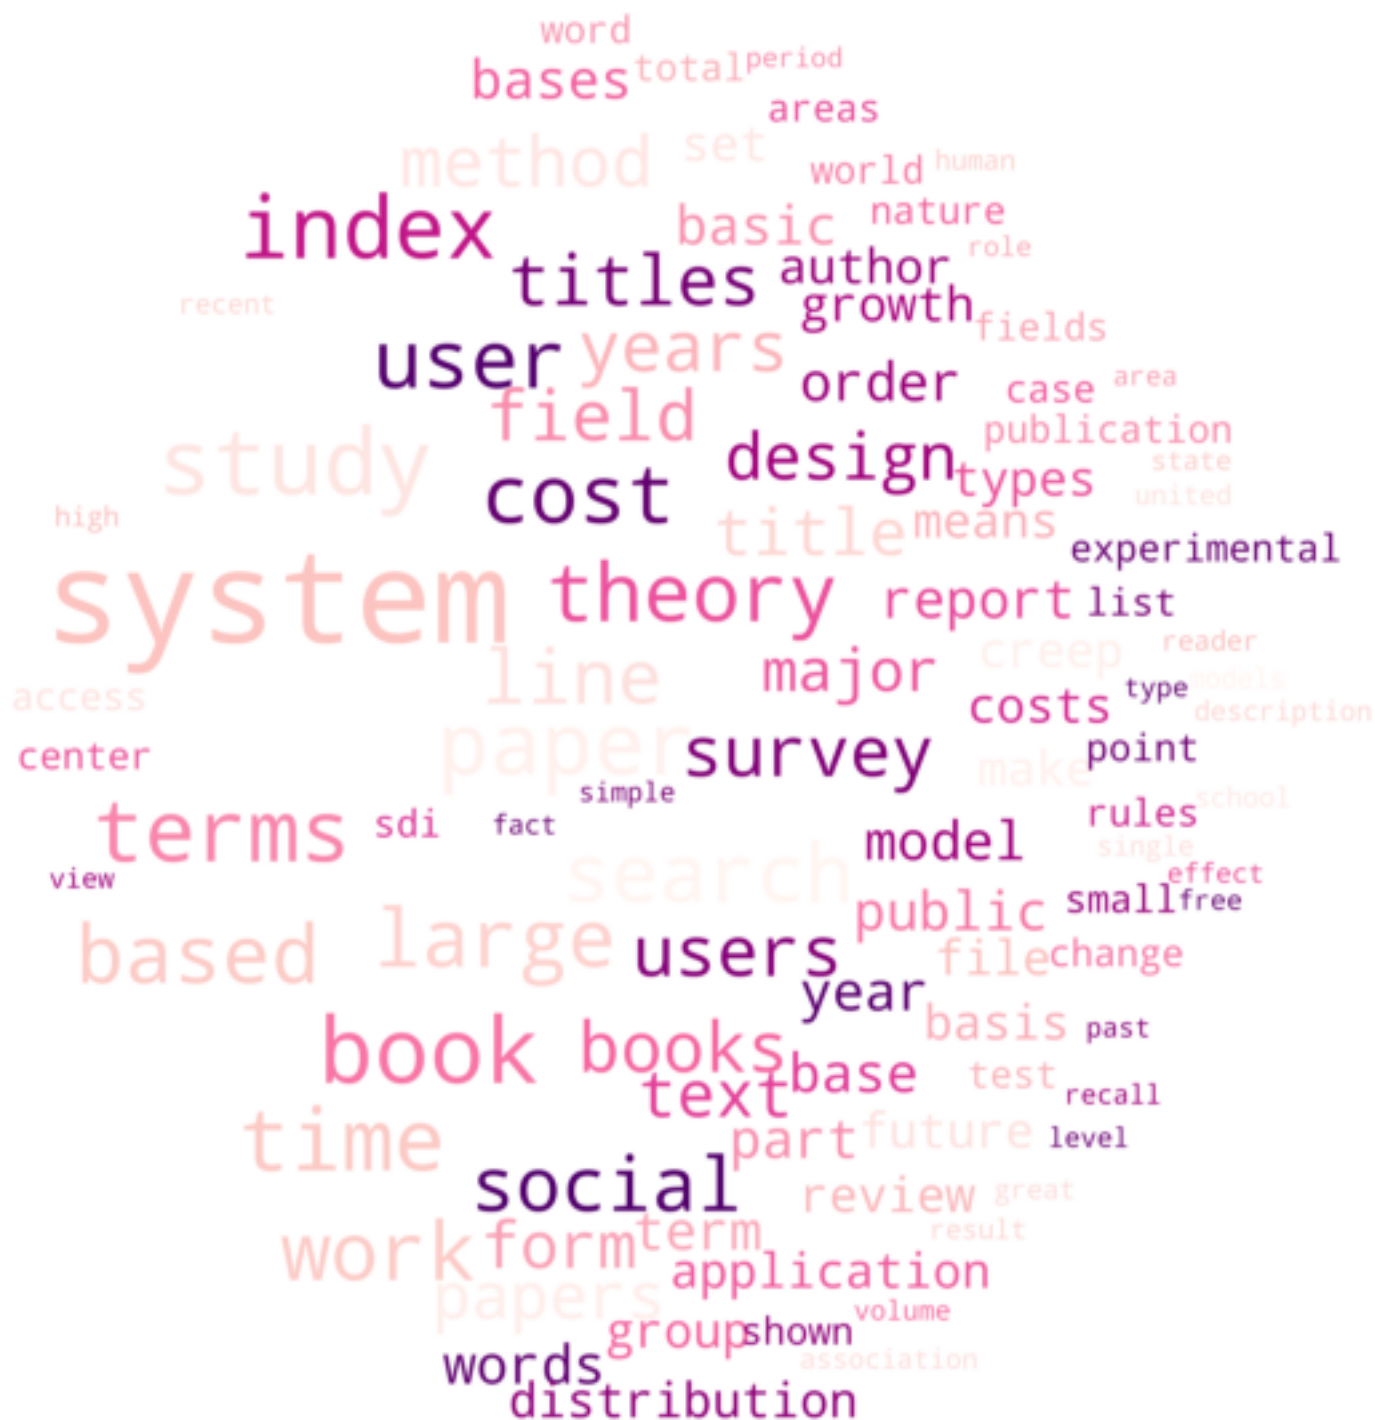 word
bases total period
areas
method set
world human
index basic nature
titles author role
recent growth fields
user years
order case area
field publication
study design types state
high cost united
title means
experimental
system theory report list
creep reader
line major type models
access costs description
paper survey point
center make
simple school
terms sdi fact rules
model single
view search effect
public small free
based large users file change
year
book books basis past
text base test
recall
time part future level
social review great
work form term result
application
papers volume
group shown
words association
distribution